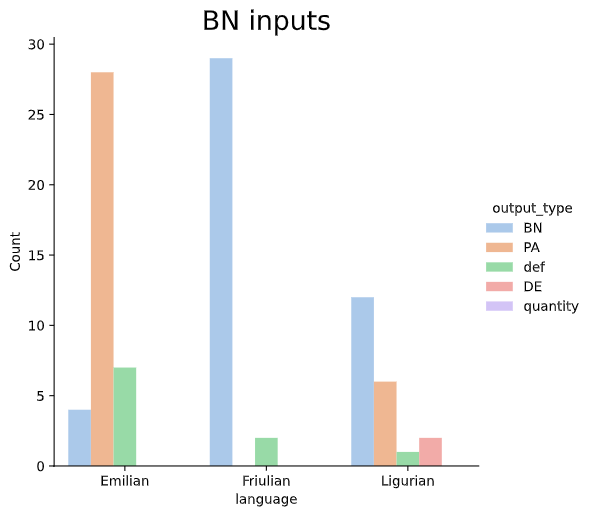 BN inputs
30
25
20
15
10
5
0
Count
Emilian
Friulian
Ligurian
language
output_type
BN
PA
def
DE
quantity